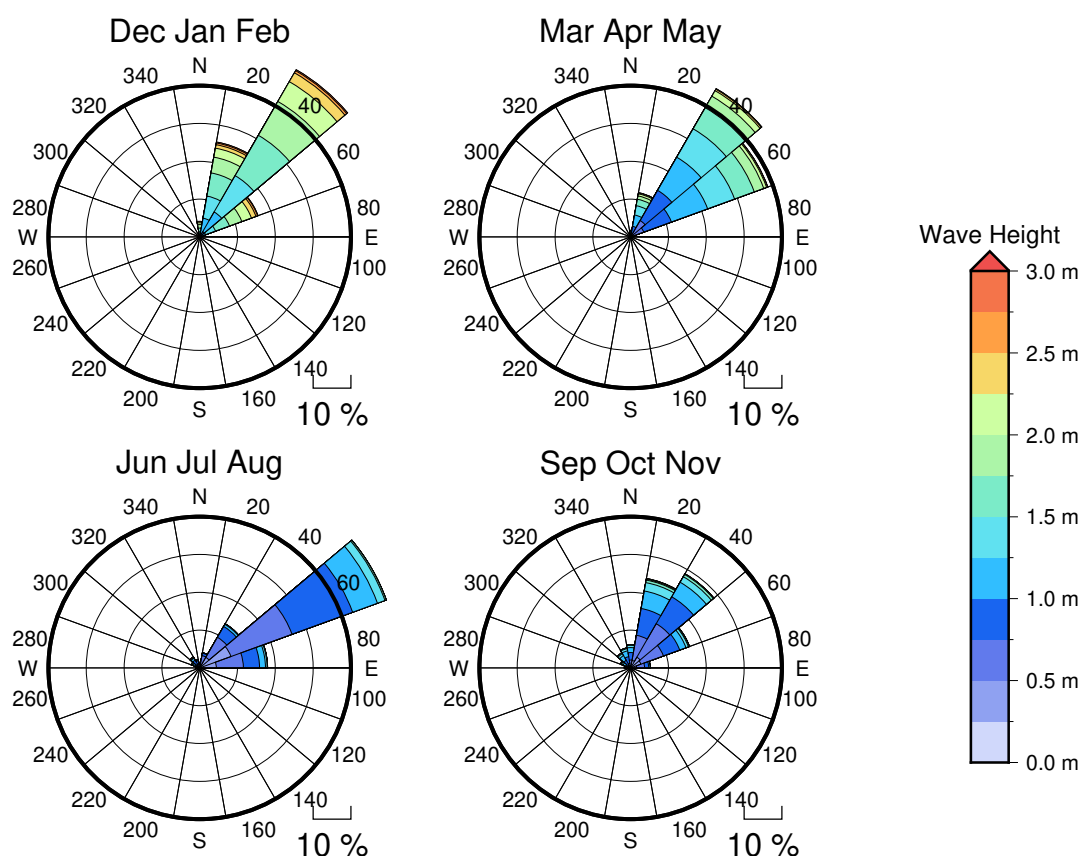 Dec Jan Feb
N
20
40
60
80
E
100
120
140
160
S
200
220
240
260
W
280
300
320
340
10 %
Mar Apr May
N
20
40
60
80
E
100
120
140
160
S
200
220
240
260
W
280
300
320
340
10 %
Jun Jul Aug
N
20
40
60
80
E
100
120
140
160
S
200
220
240
260
W
280
300
320
340
10 %
Sep Oct Nov
N
20
40
60
80
E
100
120
140
160
S
200
220
240
260
W
280
300
320
340
10 %
Wave Height
3.0 m
2.5 m
2.0 m
1.5 m
1.0 m
0.5 m
0.0 m